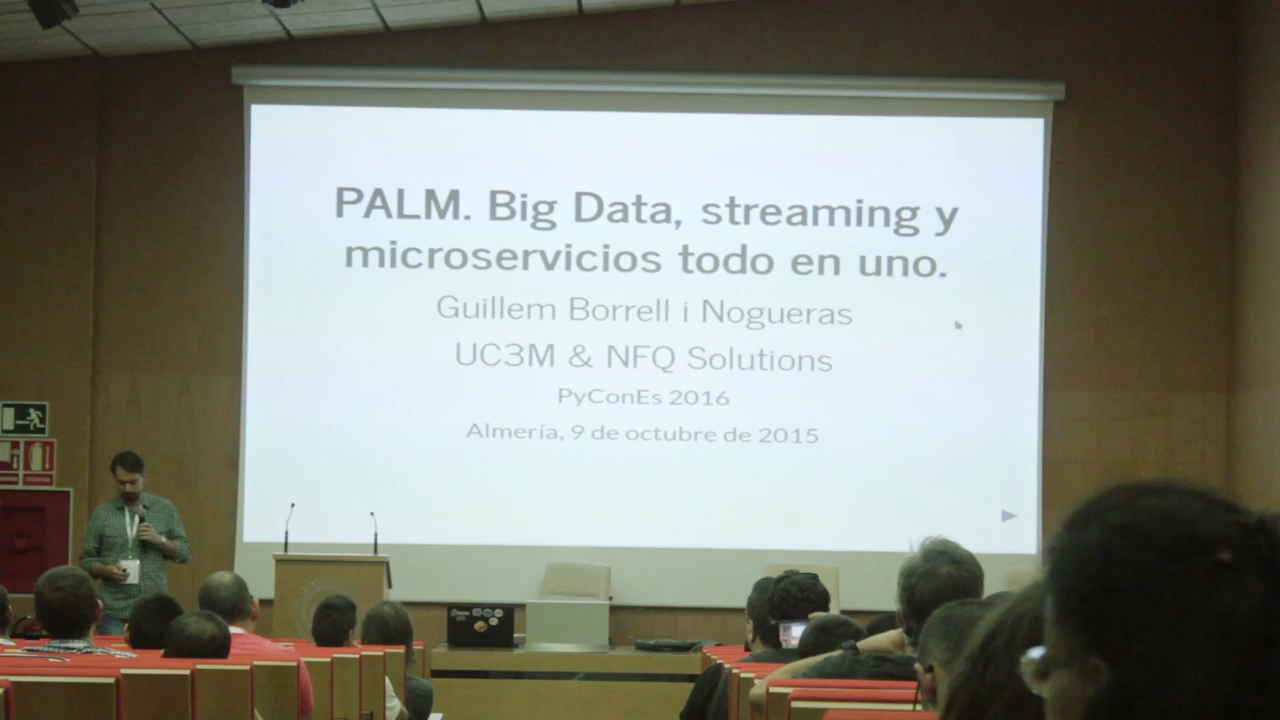 PALM. Big Data, streaming y
microservicios todo en uno.
Guillem Borrell i Nogueras
UC3M & NFQ Solutions
PyConEs 2016
Almería, 9 de octubre de 2015